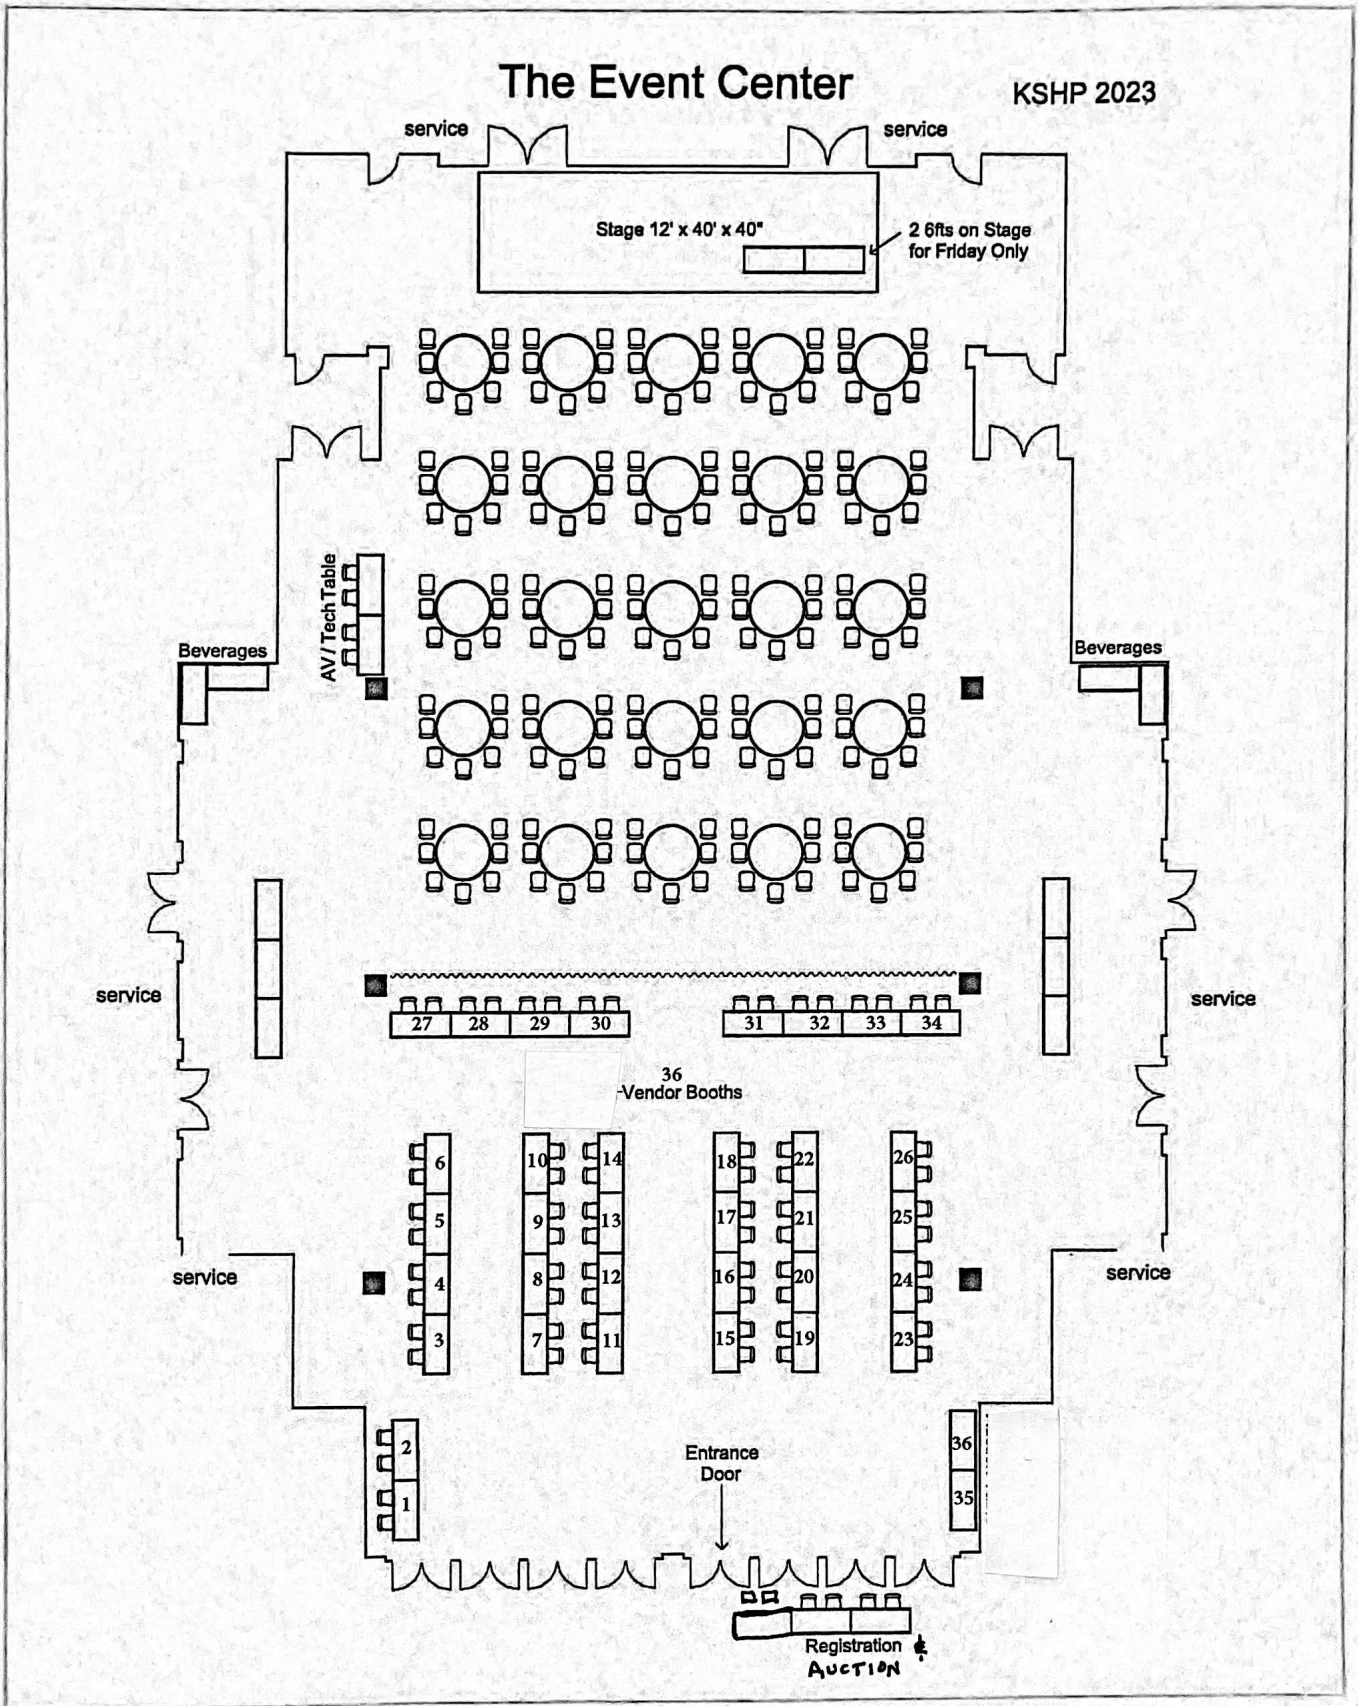 The Event Center
KSHP 2023
service
service
Stage 12' x 40' x 40"
2 6fts on Stage
for Friday Only
AV / Tech Table
Beverages
Beverages
service
service
27 28 29 30
31 32 33 34
36
-Vendor Booths
6 10 14 18 22 26
5 9 13 17 21 25
4 8 12 16 20 24
3 7 11 15 19 23
service
service
2
1
Entrance
Door
36
35
Registration &
AUCTION